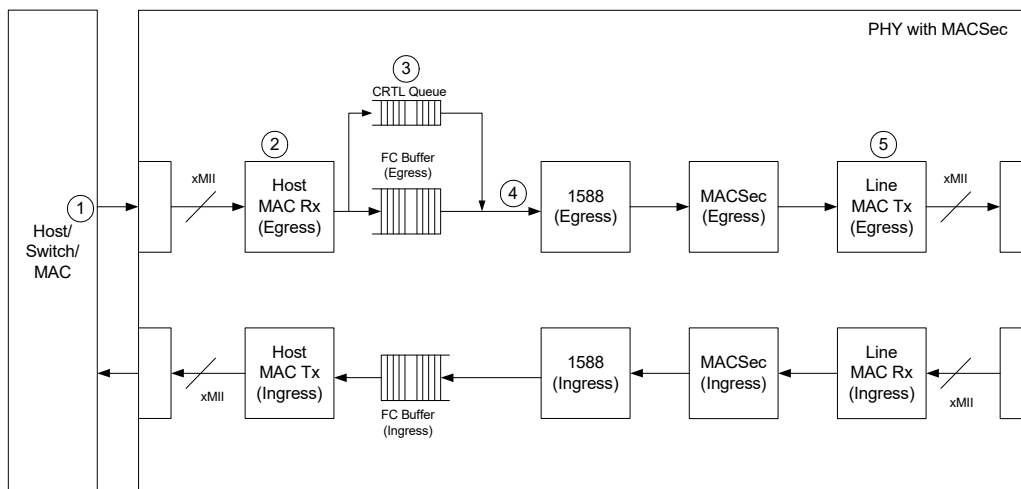 PHY with MACSec
3
CRTL Queue
2
FC Buffer
(Egress)
5
1
xMII
Host
MAC Rx
(Egress)
4
1588
(Egress)
MACSec
(Egress)
Line
MAC Tx
(Egress)
xMII
Host/
Switch/
MAC
xMII
Host
MAC Tx
(Ingress)
FC Buffer
(Ingress)
1588
(Ingress)
MACSec
(Ingress)
Line
MAC Rx
(Ingress)
xMII